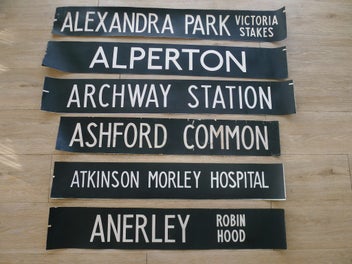 ALEXANDRA PARK VICTORIA
STAKES
ALPERTON
ARCHWAY STATION
ASHFORD COMMON
ATKINSON MORLEY HOSPITAL
ANERLEY ROBIN
HOOD